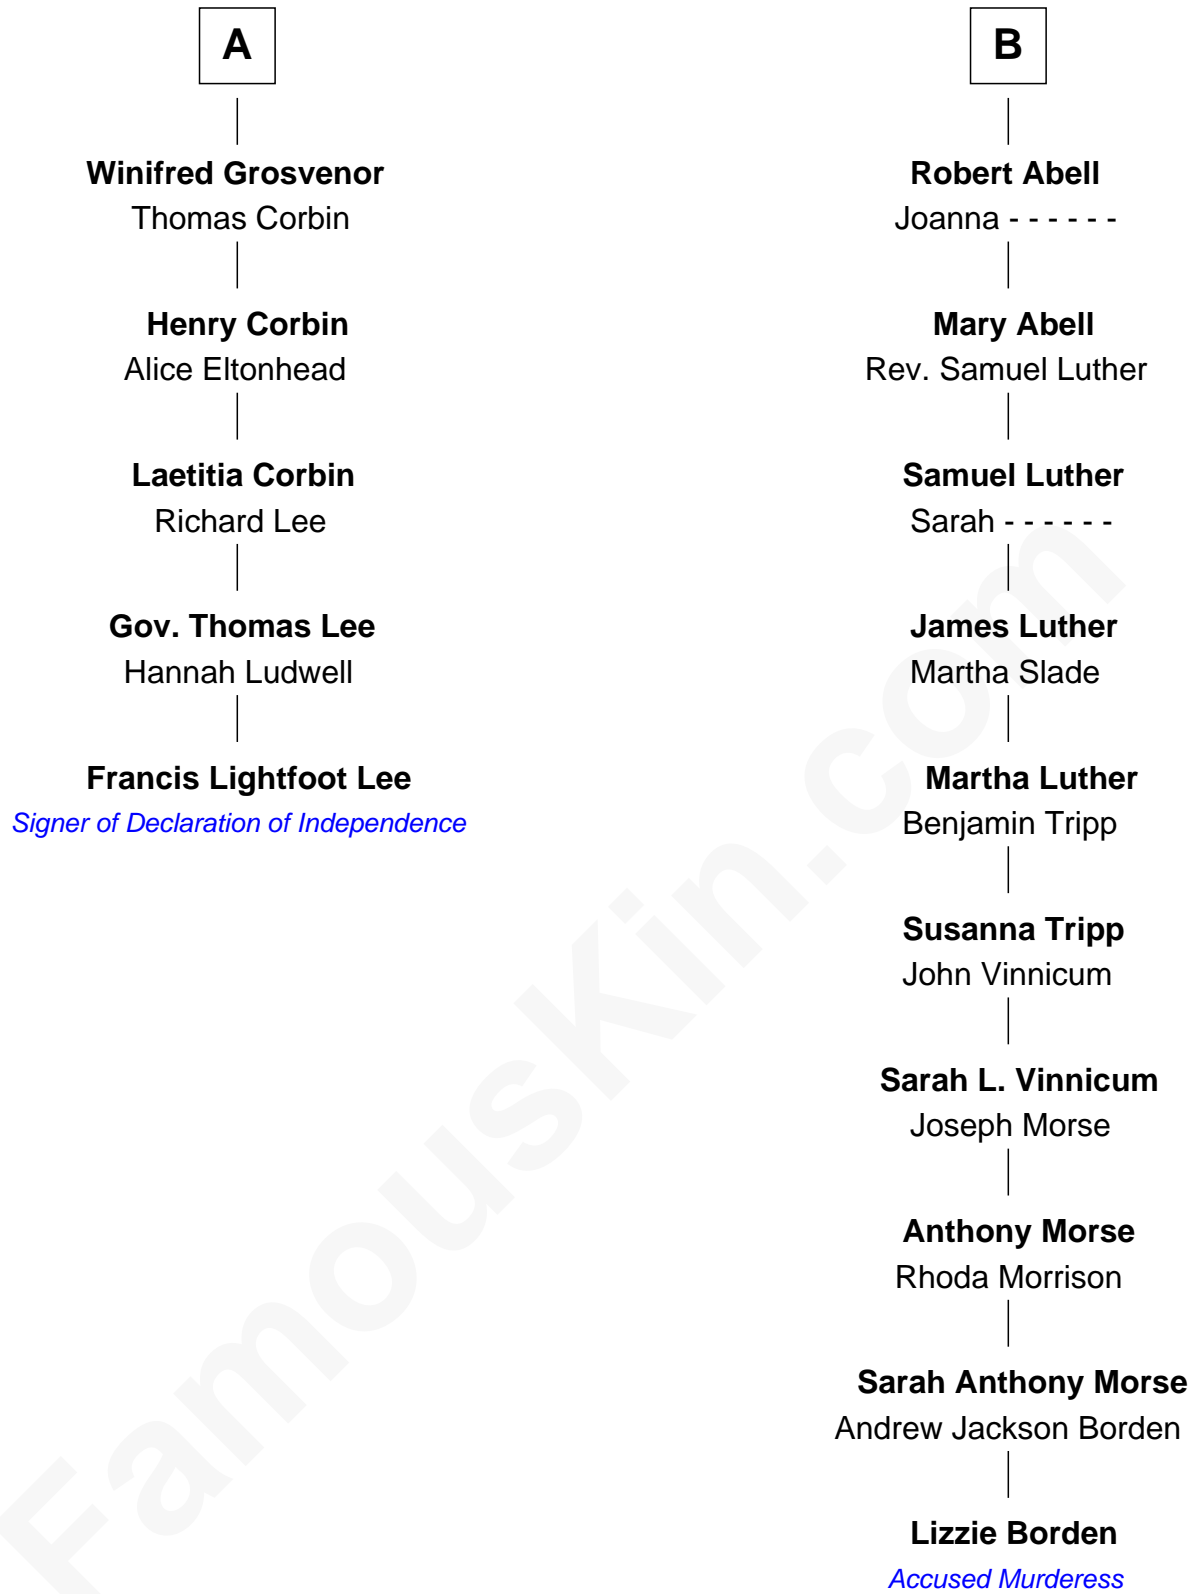 A
Winifred Grosvenor
Thomas Corbin
Henry Corbin
Alice Eltonhead
Laetitia Corbin
Richard Lee
Gov. Thomas Lee
Hannah Ludwell
Francis Lightfoot Lee
Signer of Declaration of Independence
B
Robert Abell
Joanna - - - - - -
Mary Abell
Rev. Samuel Luther
Samuel Luther
Sarah - - - - - -
James Luther
Martha Slade
Martha Luther
Benjamin Tripp
Susanna Tripp
John Vinnicum
Sarah L. Vinnicum
Joseph Morse
Anthony Morse
Rhoda Morrison
Sarah Anthony Morse
Andrew Jackson Borden
Lizzie Borden
Accused Murderess
FamousKin.com